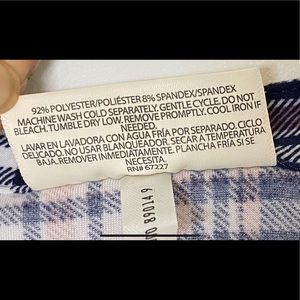 92% POLYESTER/POLIÉSTER 8% SPANDEX/SPANDEX
MACHINE WASH COLD SEPARATELY. GENTLE CYCLE. DO NOT
BLEACH. TUMBLE DRY LOW. REMOVE PROMPTLY. COOL IRON IF
NEEDED.
LAVAR EN LAVADORA CON AGUA FRÍA POR SEPARADO. CICLO
DELICADO. NO USAR BLANQUEADOR. SECAR A TEMPERATURA
BAJA. REMOVER INMEDIATAMENTE. PLANCHA FRÍA SI SE
NECESITA.
RN# 67227
89014 9